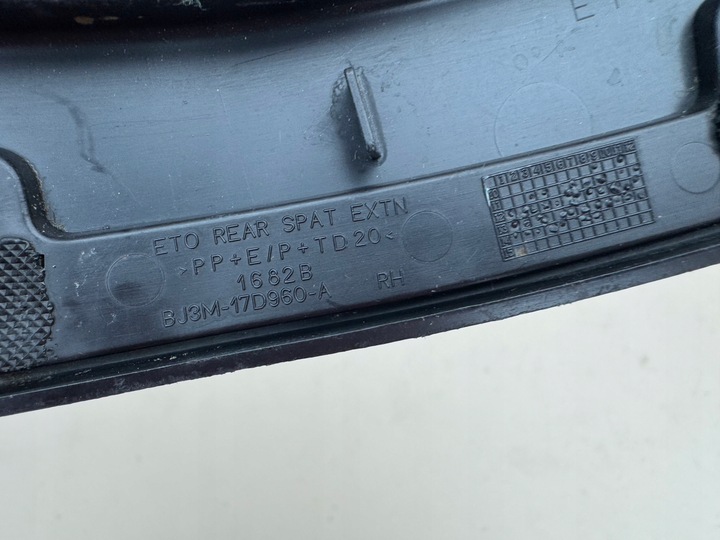 ETO REAR SPAT EXTN
>PP+E/P+TD20<
1662B
BJ3M-17D960-A RH